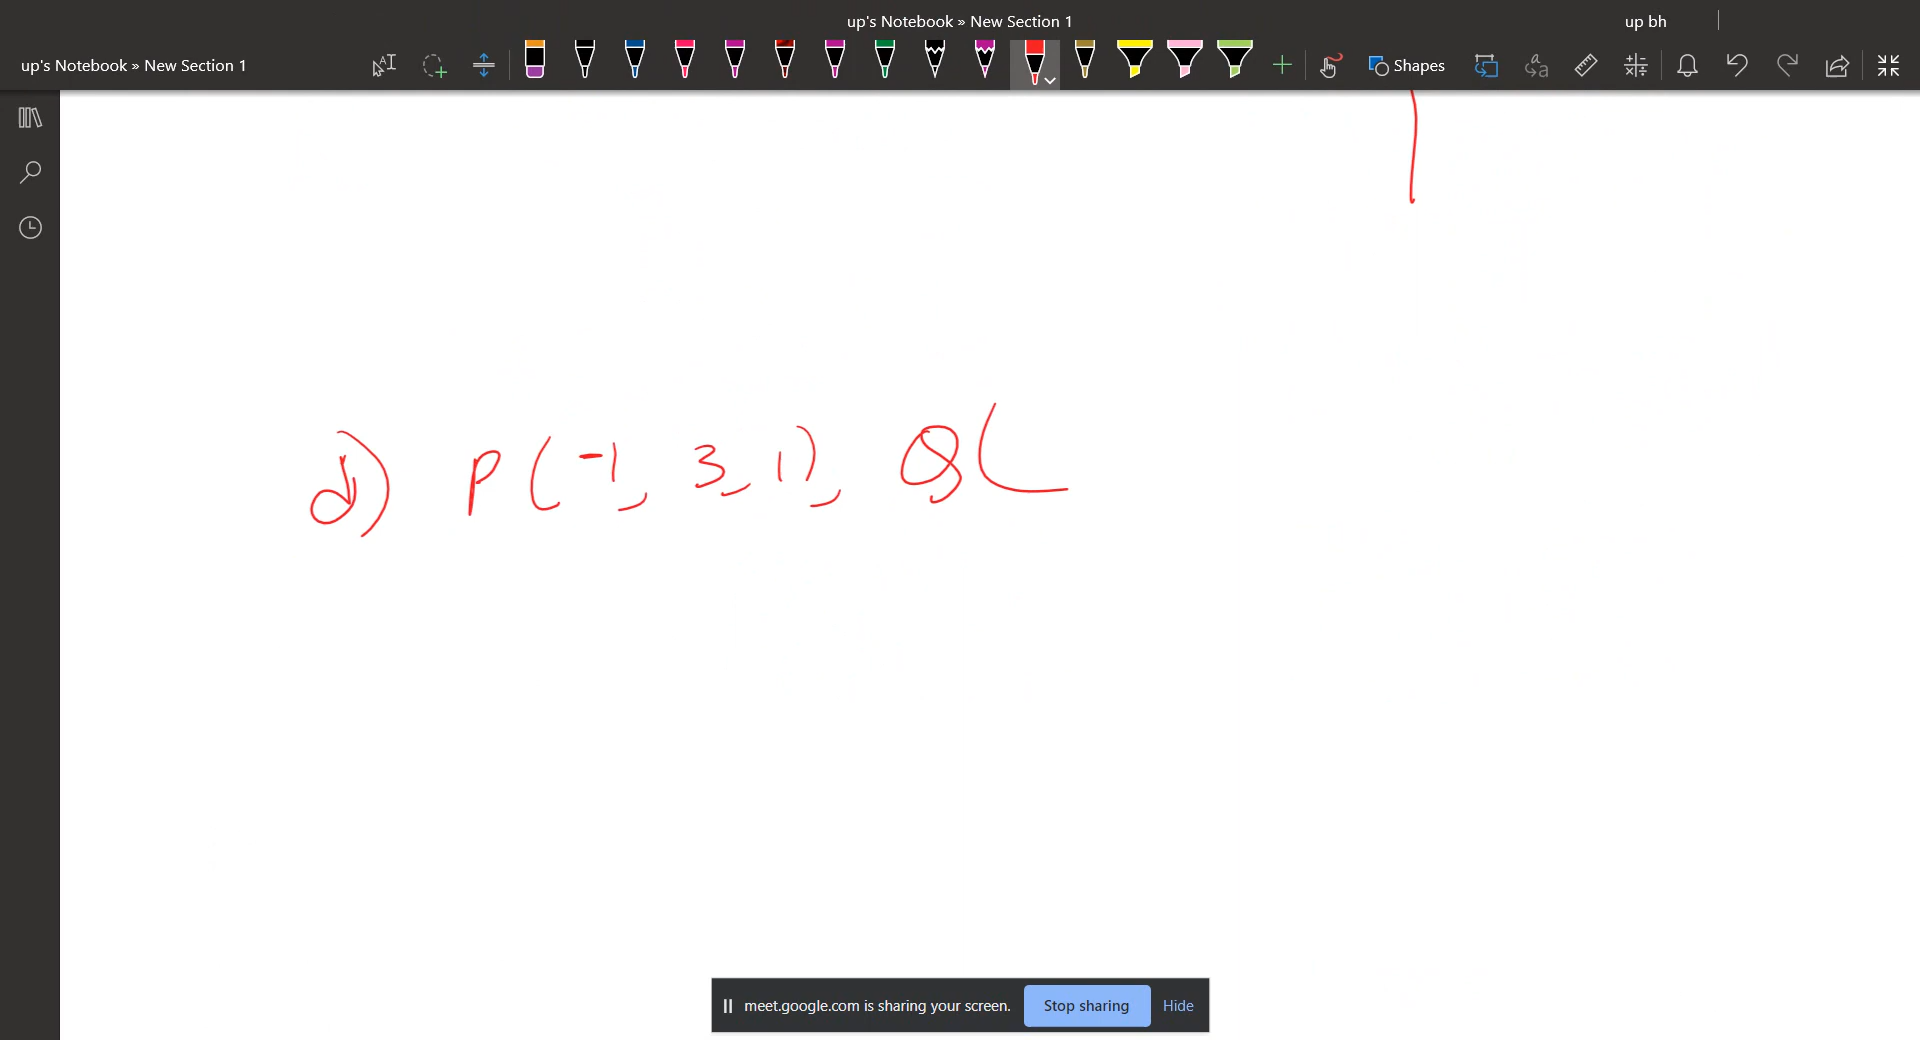 up's Notebook » New Section 1
up bh
up's Notebook » New Section 1
Shapes
d) P(-1, 3, 1), Q(
meet.google.com is sharing your screen.
Stop sharing
Hide